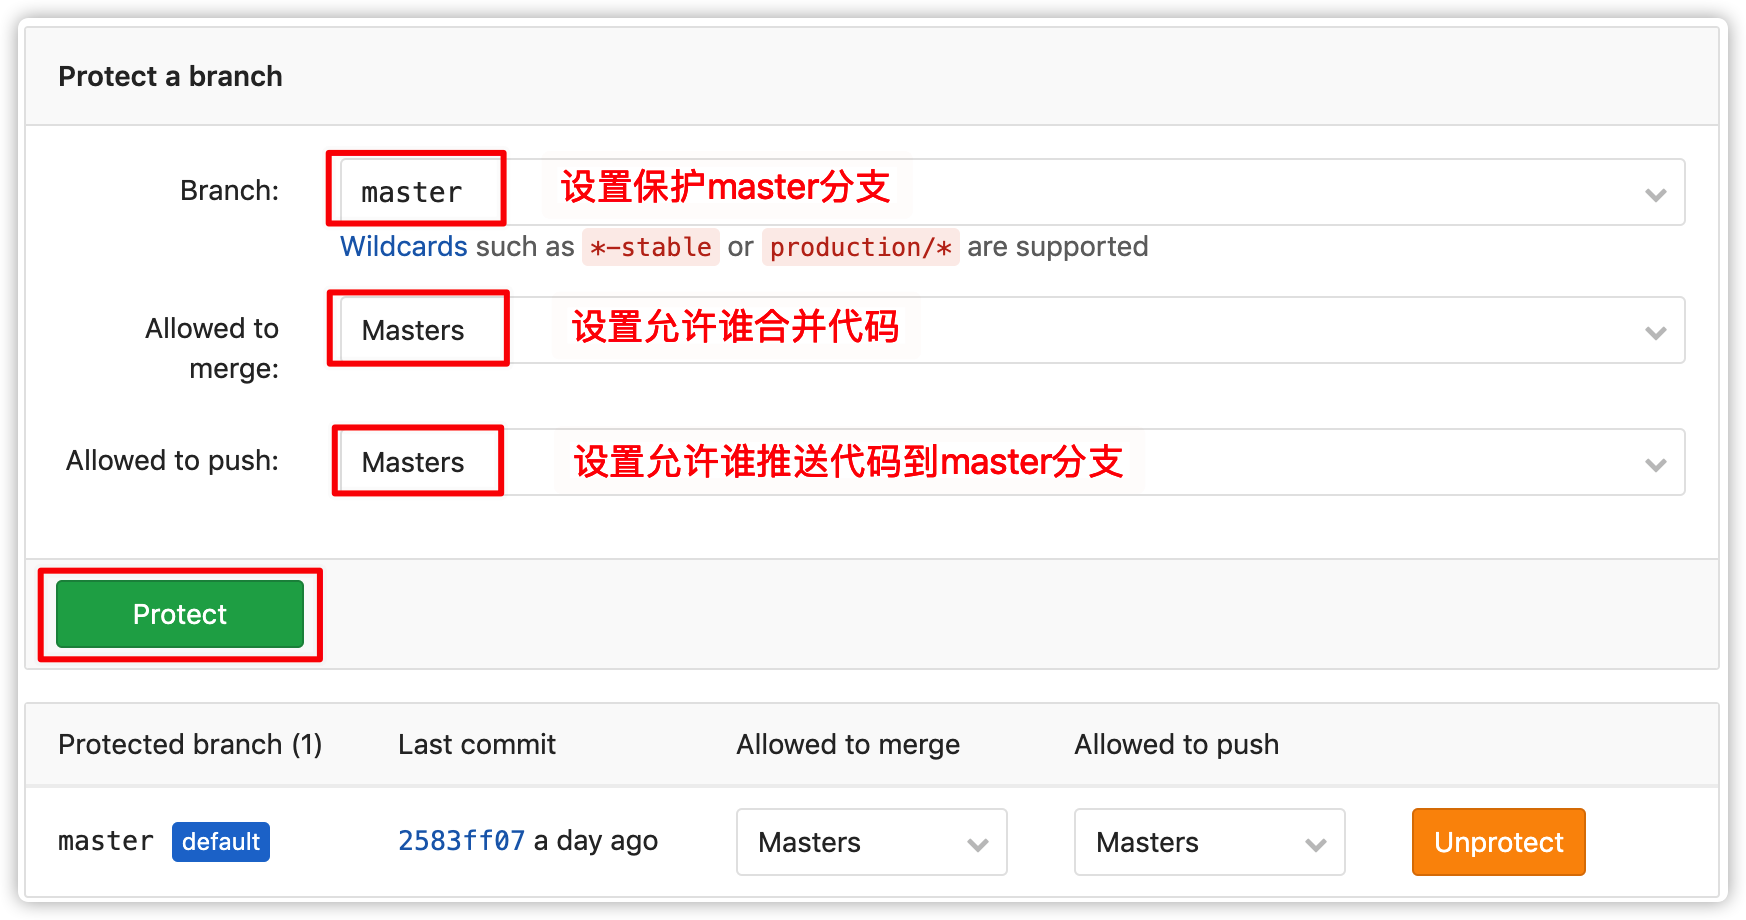 Protect a branch
Branch: master 设置保护master分支
Wildcards such as *-stable or production/* are supported
Allowed to merge: Masters 设置允许谁合并代码
Allowed to push: Masters 设置允许谁推送代码到master分支
Protect
Protected branch (1) Last commit Allowed to merge Allowed to push
master default 2583ff07 a day ago Masters Masters Unprotect